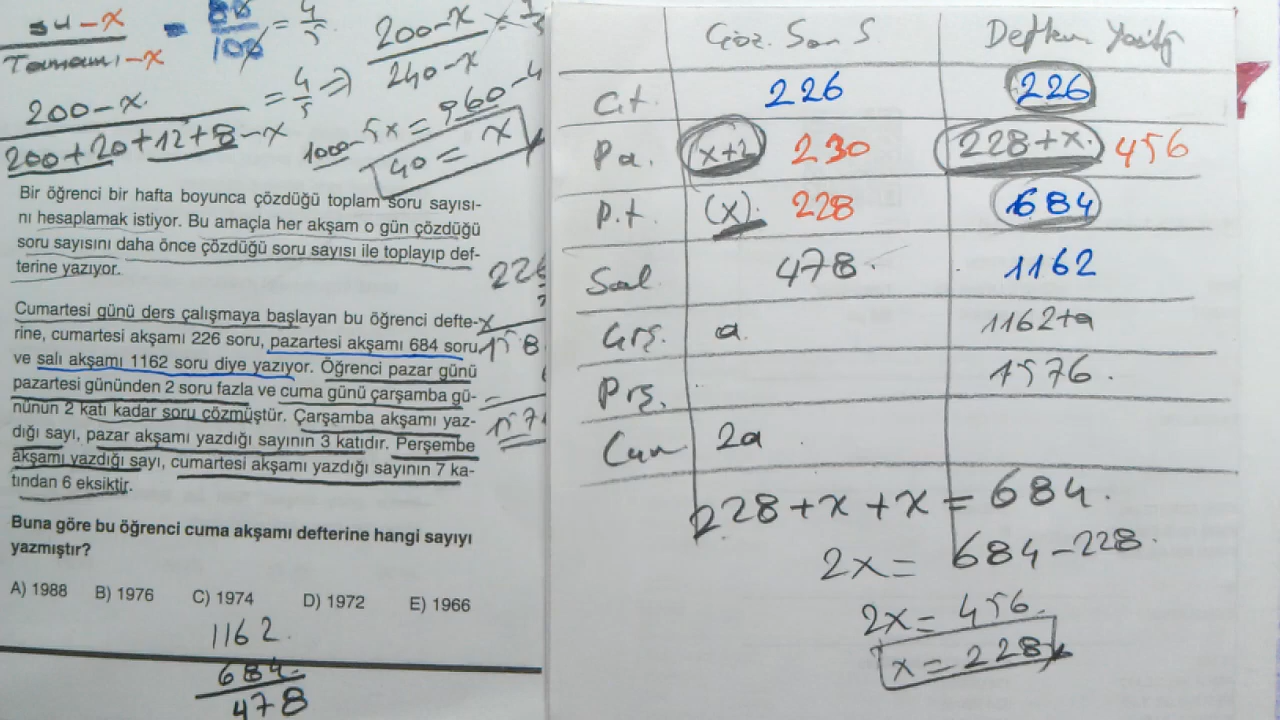 su-x
Tamamı-x
= 80/100 = 4/5
200-x / 240-x
200-x / 200+20+12+8-x = 4/5 =>
1000-5x = 960-4
40 = x
Bir öğrenci bir hafta boyunca çözdüğü toplam soru sayısı-
nı hesaplamak istiyor. Bu amaçla her akşam o gün çözdüğü
soru sayısını daha önce çözdüğü soru sayısı ile toplayıp def-
terine yazıyor.
Cumartesi günü ders çalışmaya başlayan bu öğrenci defte-
rine, cumartesi akşamı 226 soru, pazartesi akşamı 684 soru
ve salı akşamı 1162 soru diye yazıyor. Öğrenci pazar günü
pazartesi gününden 2 soru fazla ve cuma günü çarşamba gü-
nünün 2 katı kadar soru çözmüştür. Çarşamba akşamı yaz-
dığı sayı, pazar akşamı yazdığı sayının 3 katıdır. Perşembe
akşamı yazdığı sayı, cumartesi akşamı yazdığı sayının 7 ka-
tından 6 eksiktir.
Buna göre bu öğrenci cuma akşamı defterine hangi sayıyı
yazmıştır?
A) 1988 B) 1976 C) 1974 D) 1972 E) 1966
1162
684
478
226
x
158
157
Çöz. Son S
Ct. 226 226
Pa. x+2 230 228+x 456
P.t (x) 228 684
Sal 478 1162
Çrş. a 1162+a
Prş. 1576
Cum 2a
228+x+x = 684
2x = 684-228
2x = 456
x = 228